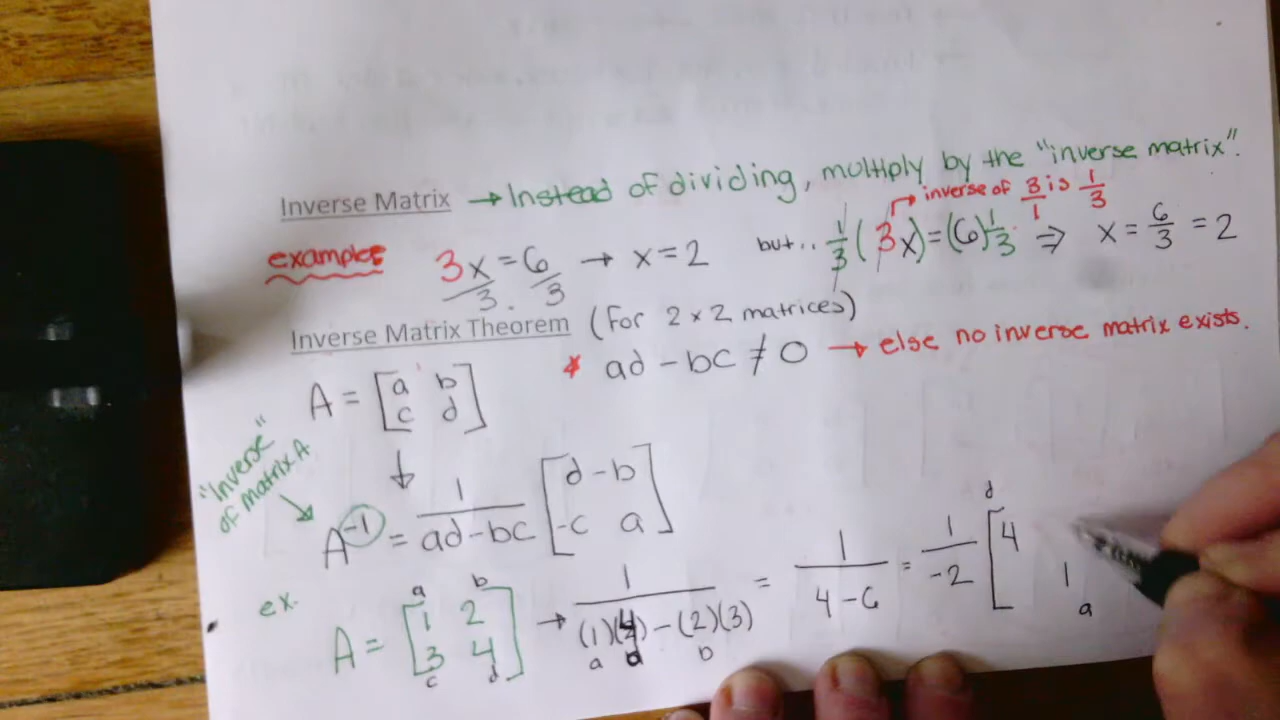 Inverse Matrix → Instead of dividing, multiply by the "inverse matrix".
inverse of 3/1 is 1/3
examples 3x/3 = 6/3 → x = 2 but.. 1/3 (3x) = (6) 1/3 ⇒ x = 6/3 = 2
Inverse Matrix Theorem (For 2 x 2 matrices)
* ad - bc ≠ 0 → else no inverse matrix exists.
A = [a b
c d]
↓
"Inverse"
of matrix A
→ A⁻¹ = 1/(ad - bc) [d -b
-c a]
ex. A = [1 2
3 4]
a b
c d
→ 1/((1)(4) - (2)(3)) = 1/(4 - 6) = 1/-2 [4
1
a d b
d
a